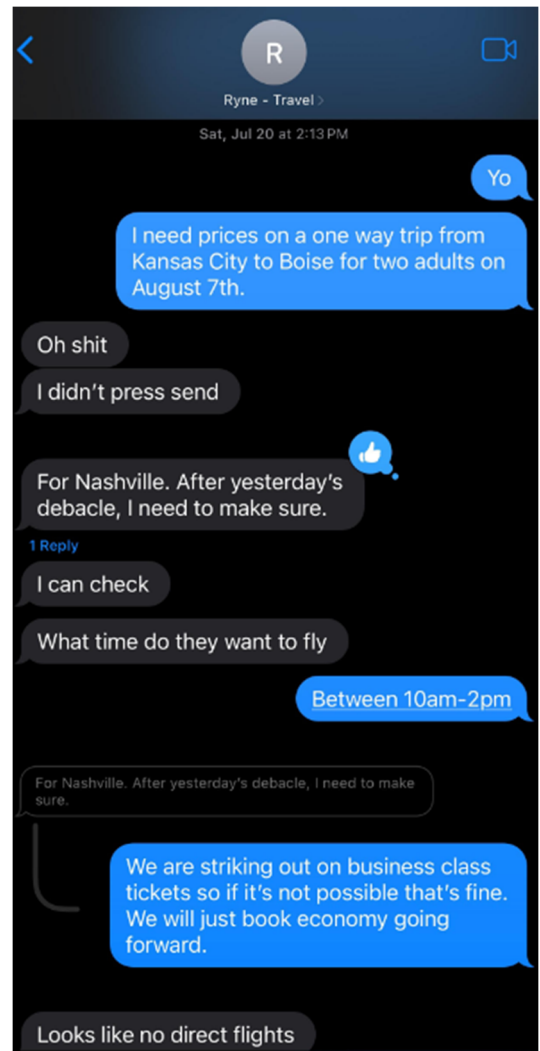 R
Ryne - Travel
Sat, Jul 20 at 2:13 PM
Yo
I need prices on a one way trip from
Kansas City to Boise for two adults on
August 7th.
Oh shit
I didn't press send
For Nashville. After yesterday's
debacle, I need to make sure.
1 Reply
I can check
What time do they want to fly
Between 10am-2pm
For Nashville. After yesterday's debacle, I need to make
sure.
We are striking out on business class
tickets so if it's not possible that's fine.
We will just book economy going
forward.
Looks like no direct flights